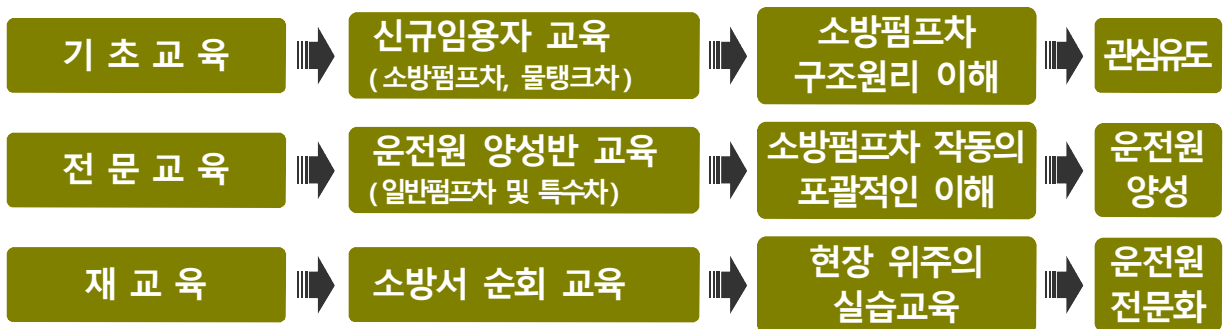 기 초 교 육
신규임용자 교육
(소방펌프차, 물탱크차)
소방펌프차
구조원리 이해
관심유도
전 문 교 육
운전원 양성반 교육
(일반펌프차 및 특수차)
소방펌프차 작동의
포괄적인 이해
운전원
양성
재 교 육
소방서 순회 교육
현장 위주의
실습교육
운전원
전문화